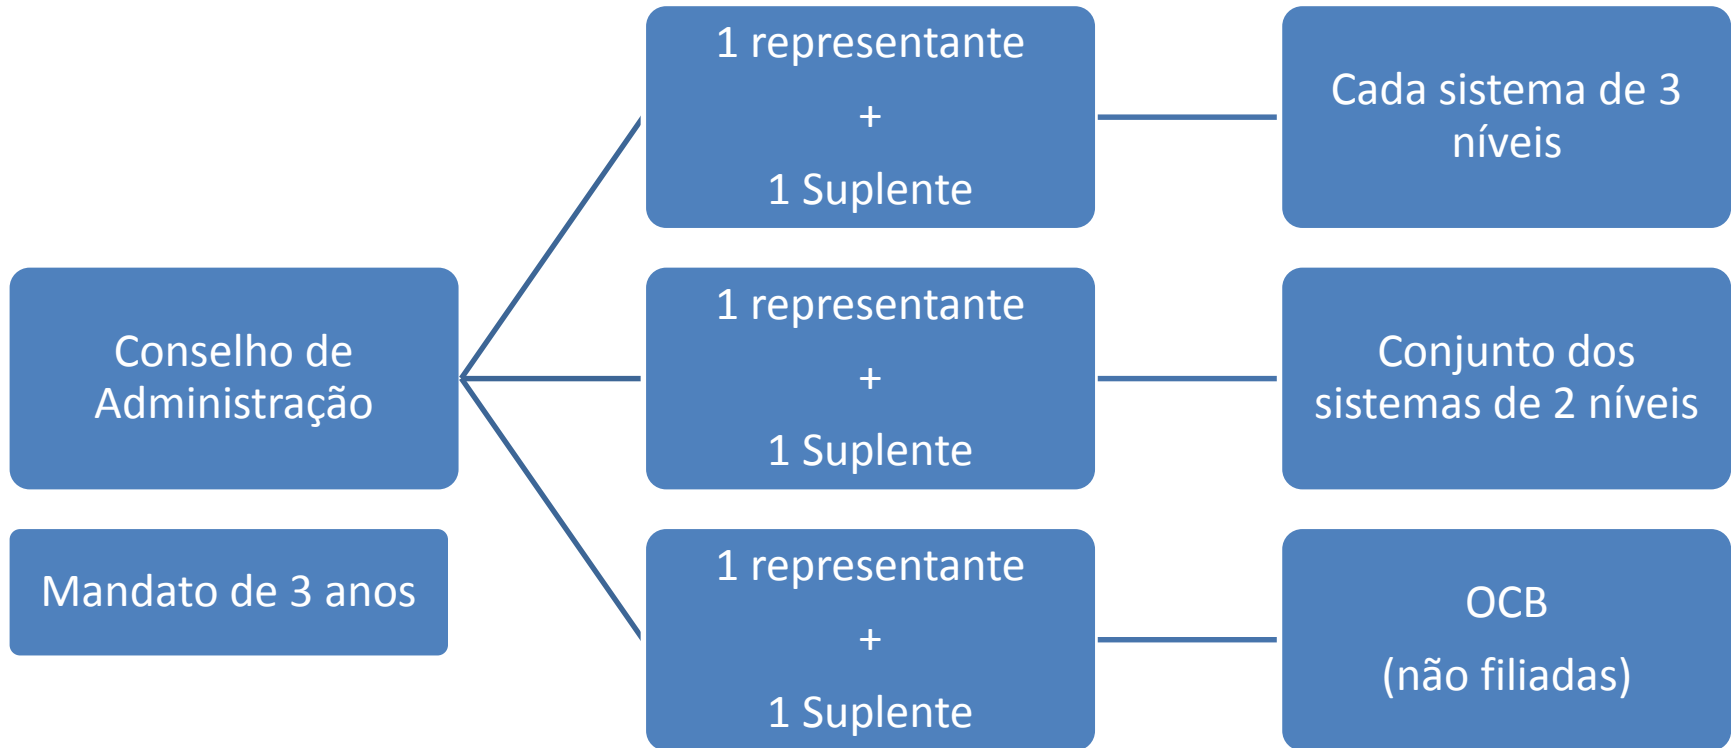 Conselho de
Administração
Mandato de 3 anos
1 representante
+
1 Suplente
Cada sistema de 3
níveis
1 representante
+
1 Suplente
Conjunto dos
sistemas de 2 níveis
1 representante
+
1 Suplente
OCB
(não filiadas)